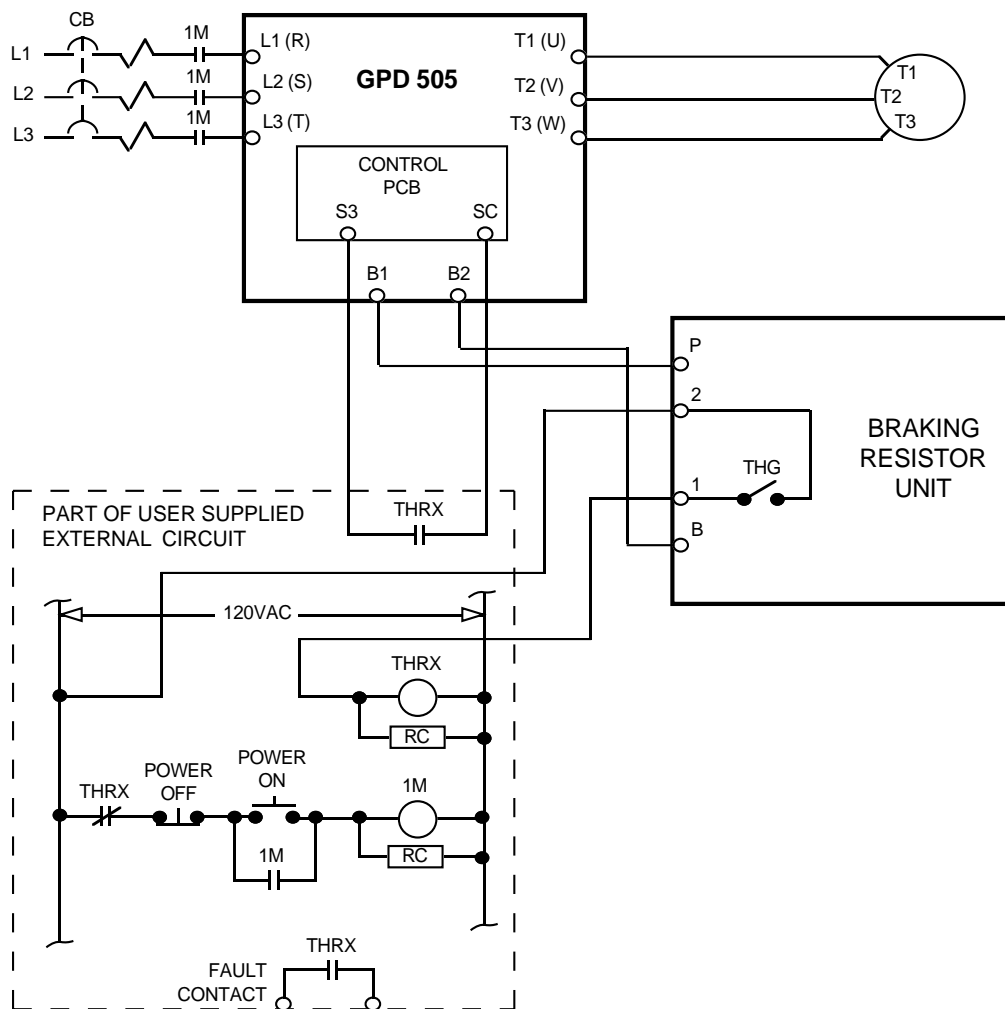 CB
1M
L1
L1 (R)
T1 (U)
T1
GPD 505
1M
L2
L2 (S)
T2 (V)
T2
1M
L3
L3 (T)
T3 (W)
T3
CONTROL
PCB
S3
SC
B1
B2
P
2
BRAKING
RESISTOR
UNIT
THG
1
B
PART OF USER SUPPLIED
EXTERNAL CIRCUIT
THRX
120VAC
THRX
RC
THRX
POWER
OFF
POWER
ON
1M
1M
RC
THRX
FAULT
CONTACT